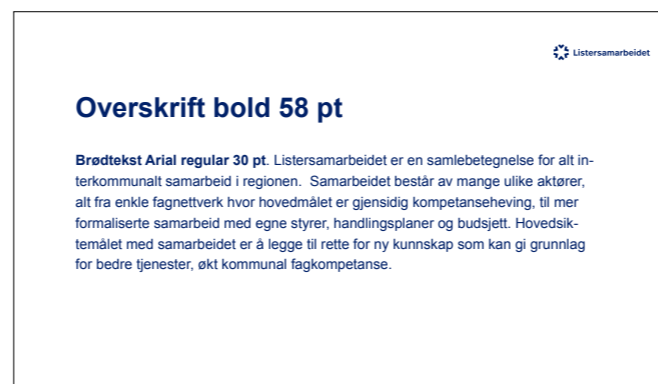 Listersamarbeidet
Overskrift bold 58 pt
Brødtekst Arial regular 30 pt. Listersamarbeidet er en samlebetegnelse for alt in-
terkommunalt samarbeid i regionen.  Samarbeidet består av mange ulike aktører,
alt fra enkle fagnettverk hvor hovedmålet er gjensidig kompetanseheving, til mer
formaliserte samarbeid med egne styrer, handlingsplaner og budsjett. Hovedsik-
temålet med samarbeidet er å legge til rette for ny kunnskap som kan gi grunnlag
for bedre tjenester, økt kommunal fagkompetanse.